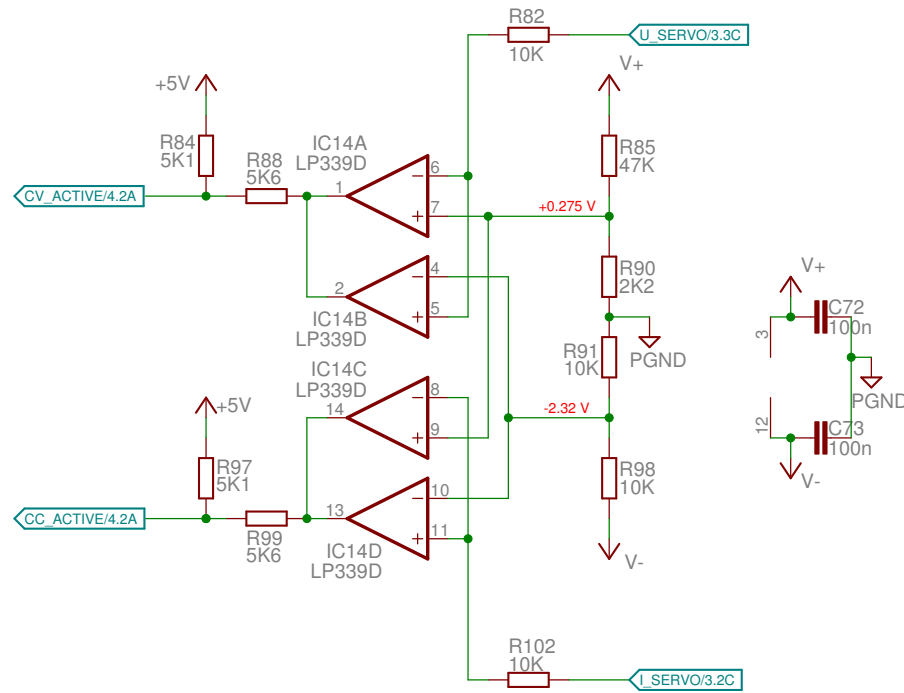 R82
10K
U_SERVO/3.3C
V+
+5V
R84
5K1
R88
5K6
IC14A
LP339D
6
7
1
R85
47K
CV_ACTIVE/4.2A
+0.275 V
R90
2K2
4
5
2
IC14B
LP339D
PGND
R91
10K
V+
C72
100n
3
PGND
12
C73
100n
V-
IC14C
LP339D
8
9
14
-2.32 V
+5V
R97
5K1
R98
10K
10
11
13
CC_ACTIVE/4.2A
R99
5K6
IC14D
LP339D
V-
R102
10K
I_SERVO/3.2C